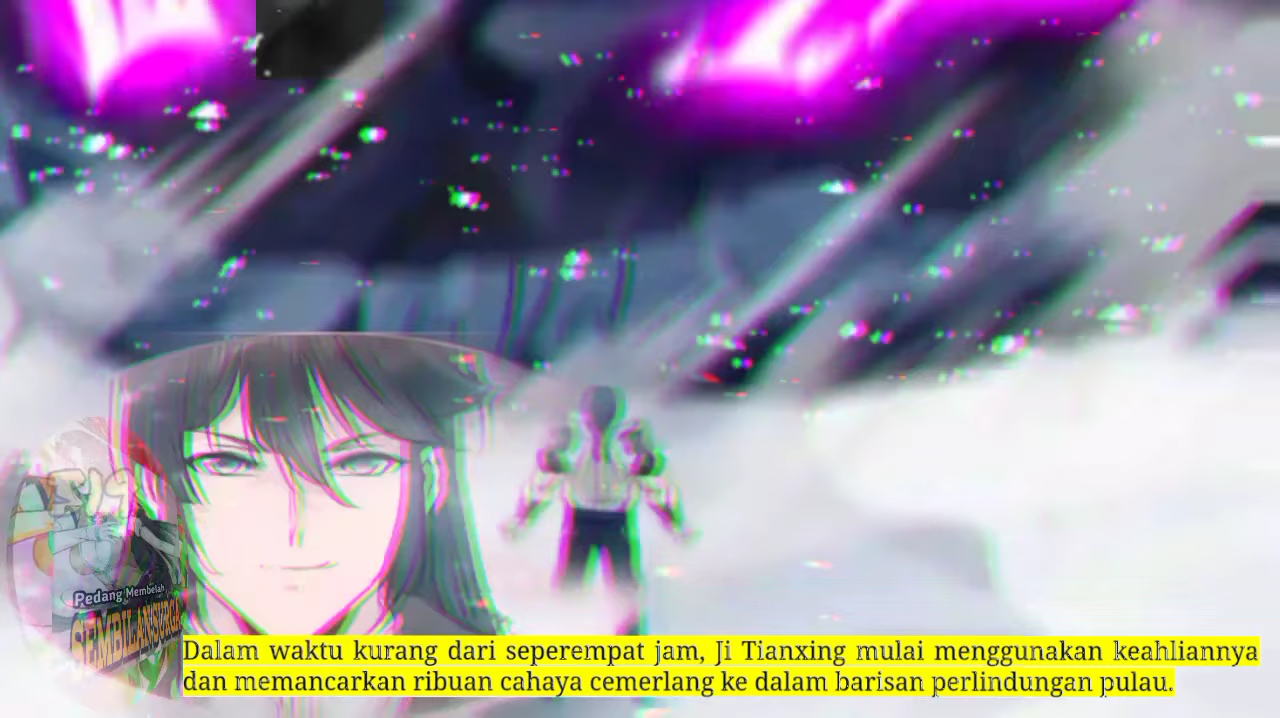 Pedang Membelah
SEMBILAN SURGA
Dalam waktu kurang dari seperempat jam, Ji Tianxing mulai menggunakan keahliannya
dan memancarkan ribuan cahaya cemerlang ke dalam barisan perlindungan pulau.